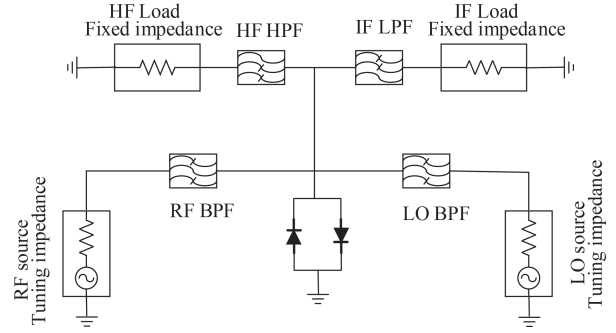 HF Load
Fixed impedance
HF HPF
IF LPF
IF Load
Fixed impedance
RF BPF
LO BPF
RF source
Tuning impedance
LO source
Tuning impedance